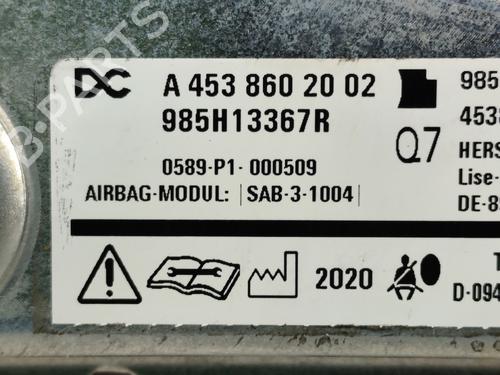 DC A 453 860 20 02
985H13367R
0589-P1-000509
AIRBAG-MODUL: SAB-3-1004
Q7
985
453
HERS
Lise-
DE-8
2020
D-094
B-PARTS